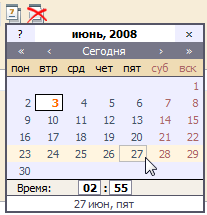 ? июнь, 2008 ×
« ‹ Сегодня › »
пон втр срд чет пят суб вск
1
2 3 4 5 6 7 8
9 10 11 12 13 14 15
16 17 18 19 20 21 22
23 24 25 26 27 28 29
30
Время: 02 : 55
27 июн, пят